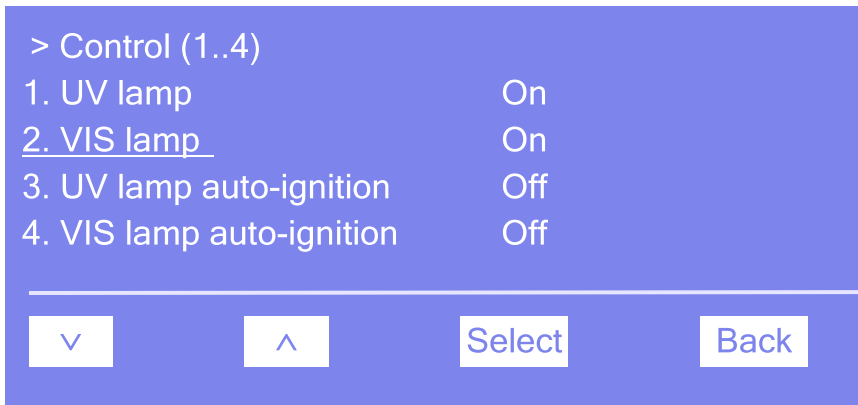 > Control (1..4)
1. UV lamp On
2. VIS lamp On
3. UV lamp auto-ignition Off
4. VIS lamp auto-ignition Off
∨ ∧ Select Back